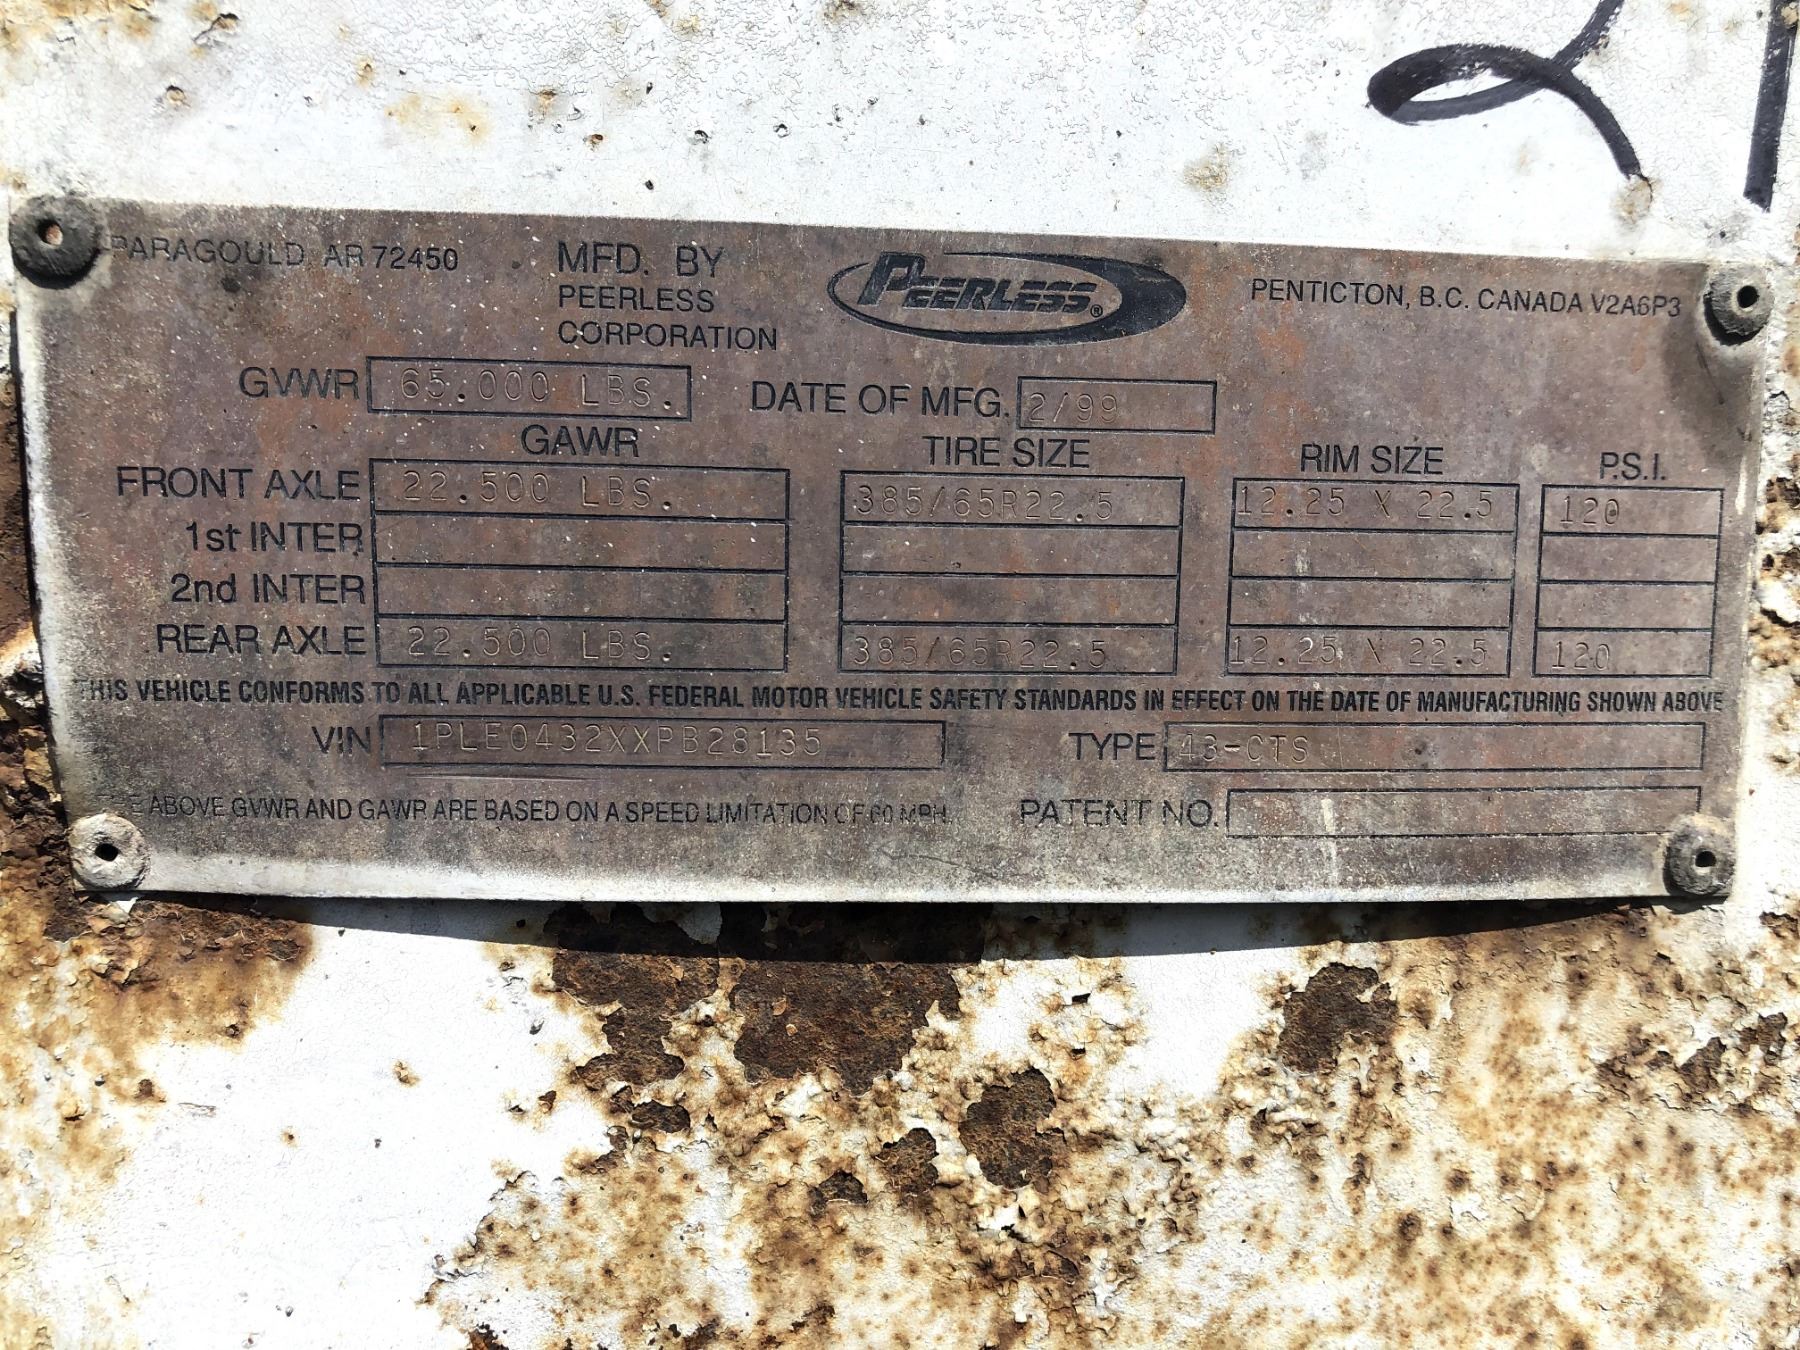 PARAGOULD, AR 72450 MFD. BY PEERLESS® PENTICTON, B.C. CANADA V2A6P3
PEERLESS
CORPORATION
GVWR 65.000 LBS. DATE OF MFG. 2/99
GAWR TIRE SIZE RIM SIZE P.S.I.
FRONT AXLE 22.500 LBS. 385/65R22.5 12.25 X 22.5 120
1st INTER
2nd INTER
REAR AXLE 22.500 LBS. 385/65R22.5 12.25 X 22.5 120
THIS VEHICLE CONFORMS TO ALL APPLICABLE U.S. FEDERAL MOTOR VEHICLE SAFETY STANDARDS IN EFFECT ON THE DATE OF MANUFACTURING SHOWN ABOVE
VIN 1PLE0432XXPB28135 TYPE 43-CTS
ABOVE GVWR AND GAWR ARE BASED ON A SPEED LIMITATION OF 60 MPH. PATENT NO.